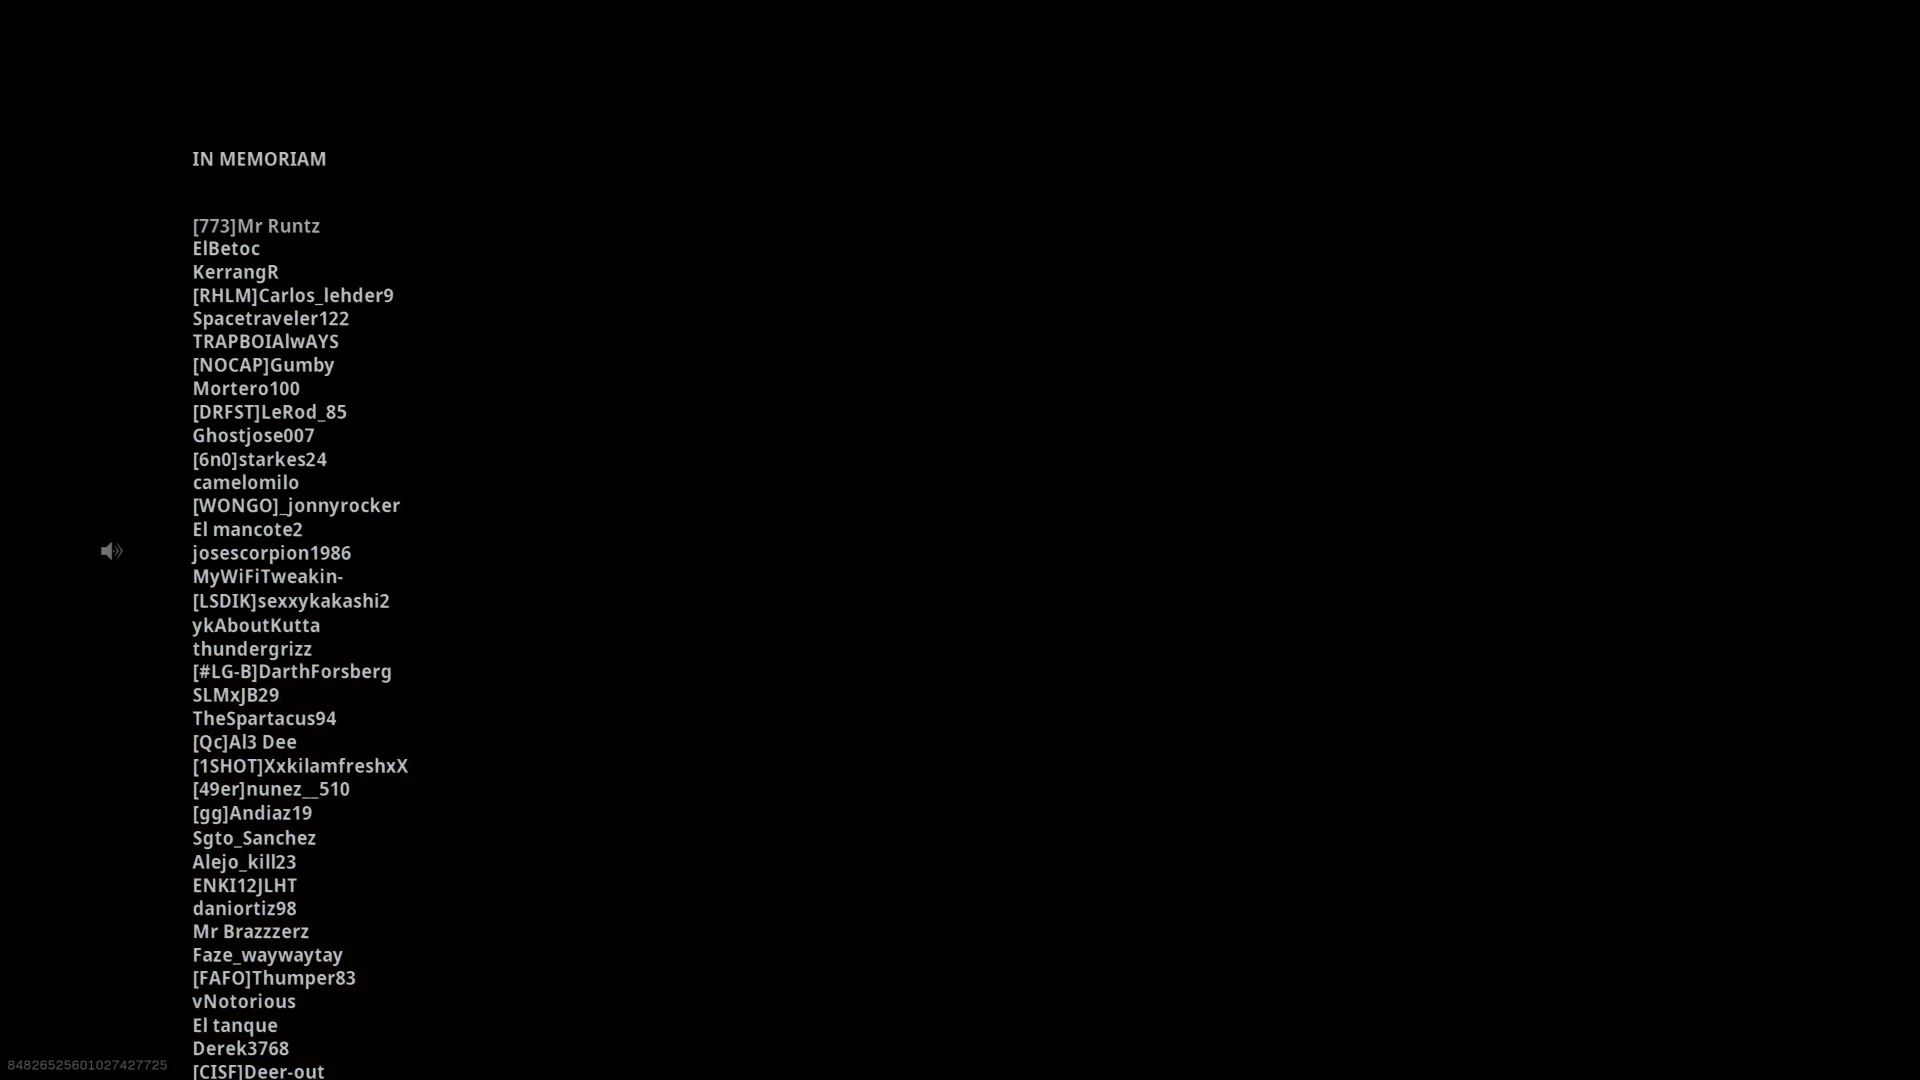 IN MEMORIAM
[773]Mr Runtz
ElBetoc
KerrangR
[RHLM]Carlos_lehder9
Spacetraveler122
TRAPBOIAlwAYS
[NOCAP]Gumby
Mortero100
[DRFST]LeRod_85
Ghostjose007
[6n0]starkes24
camelomilo
[WONGO]_jonnyrocker
El mancote2
josescorpion1986
MyWiFiTweakin-
[LSDIK]sexxykakashi2
ykAboutKutta
thundergrizz
[#LG-B]DarthForsberg
SLMxJB29
TheSpartacus94
[Qc]Al3 Dee
[1SHOT]XxkilamfreshxX
[49er]nunez__510
[gg]Andiaz19
Sgto_Sanchez
Alejo_kill23
ENKI12JLHT
daniortiz98
Mr Brazzzerz
Faze_waywaytay
[FAFO]Thumper83
vNotorious
El tanque
Derek3768
[CISF]Deer-out
84826525601027427725